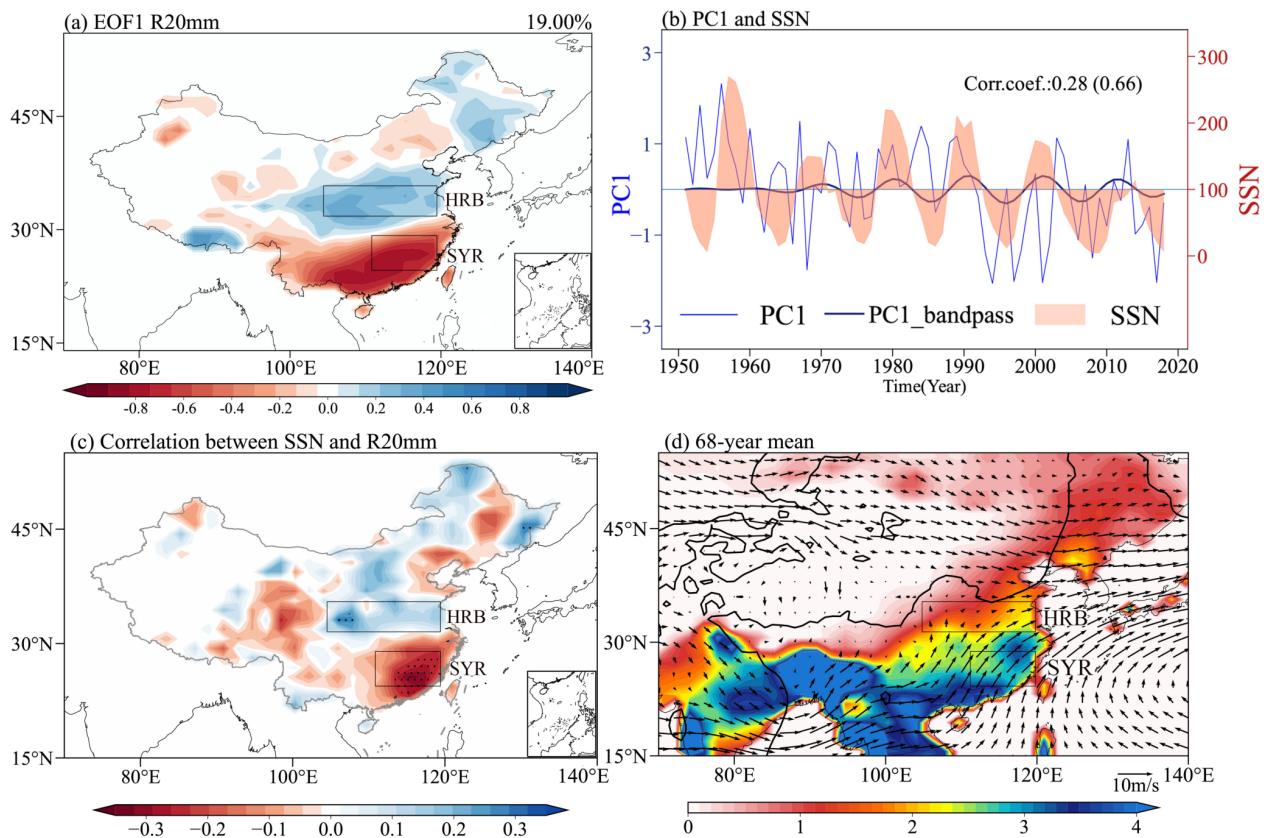 (a) EOF1 R20mm 19.00%
45°N
30°N
15°N
HRB
SYR
80°E 100°E 120°E 140°E
-0.8 -0.6 -0.4 -0.2 0.0 0.2 0.4 0.6 0.8
(b) PC1 and SSN
3
1
−1
−3
PC1
Corr.coef.:0.28 (0.66)
300
200
100
0
SSN
PC1 PC1_bandpass SSN
1950 1960 1970 1980 1990 2000 2010 2020
Time(Year)
(c) Correlation between SSN and R20mm
45°N
30°N
15°N
HRB
SYR
80°E 100°E 120°E 140°E
−0.3 −0.2 −0.1 0.0 0.1 0.2 0.3
(d) 68-year mean
45°N
30°N
15°N
HRB
SYR
80°E 100°E 120°E 140°E
10m/s
0 1 2 3 4